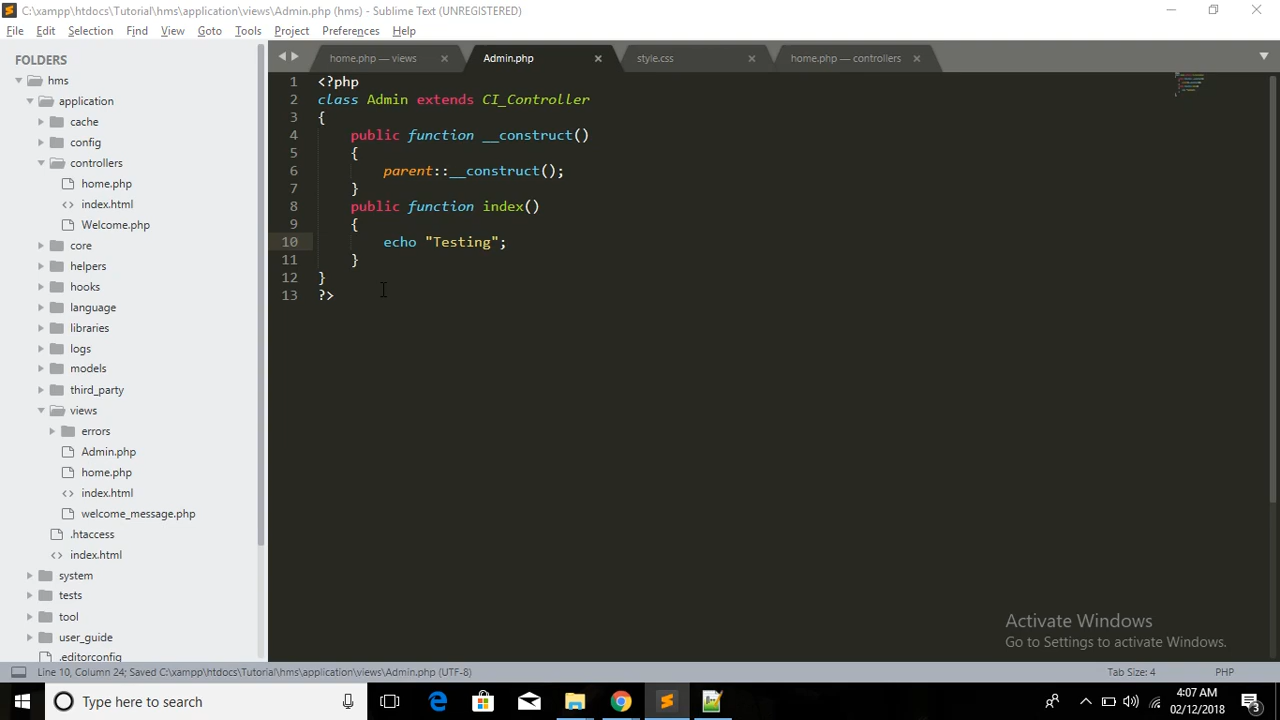 C:\xampp\htdocs\Tutorial\hms\application\views\Admin.php (hms) - Sublime Text (UNREGISTERED)
File Edit Selection Find View Goto Tools Project Preferences Help
FOLDERS
hms
application
cache
config
controllers
home.php
index.html
Welcome.php
core
helpers
hooks
language
libraries
logs
models
third_party
views
errors
Admin.php
home.php
index.html
welcome_message.php
.htaccess
index.html
system
tests
tool
user_guide
.editorconfig
home.php — views Admin.php style.css home.php — controllers
1 <?php
2 class Admin extends CI_Controller
3 {
4 public function __construct()
5 {
6 parent::__construct();
7 }
8 public function index()
9 {
10 echo "Testing";
11 }
12 }
13 ?>
Activate Windows
Go to Settings to activate Windows.
Line 10, Column 24; Saved C:\xampp\htdocs\Tutorial\hms\application\views\Admin.php (UTF-8) Tab Size: 4 PHP
Type here to search
4:07 AM
02/12/2018
3